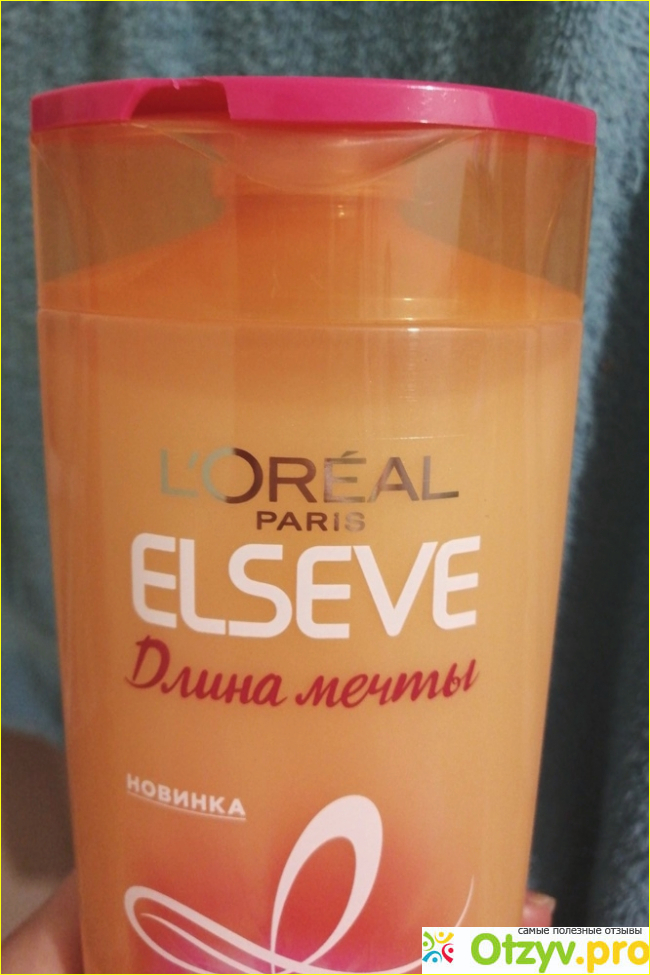 L'ORÉAL
PARIS
ELSEVE
Длина мечты
НОВИНКА
самые полезные отзывы
Otzyv.pro